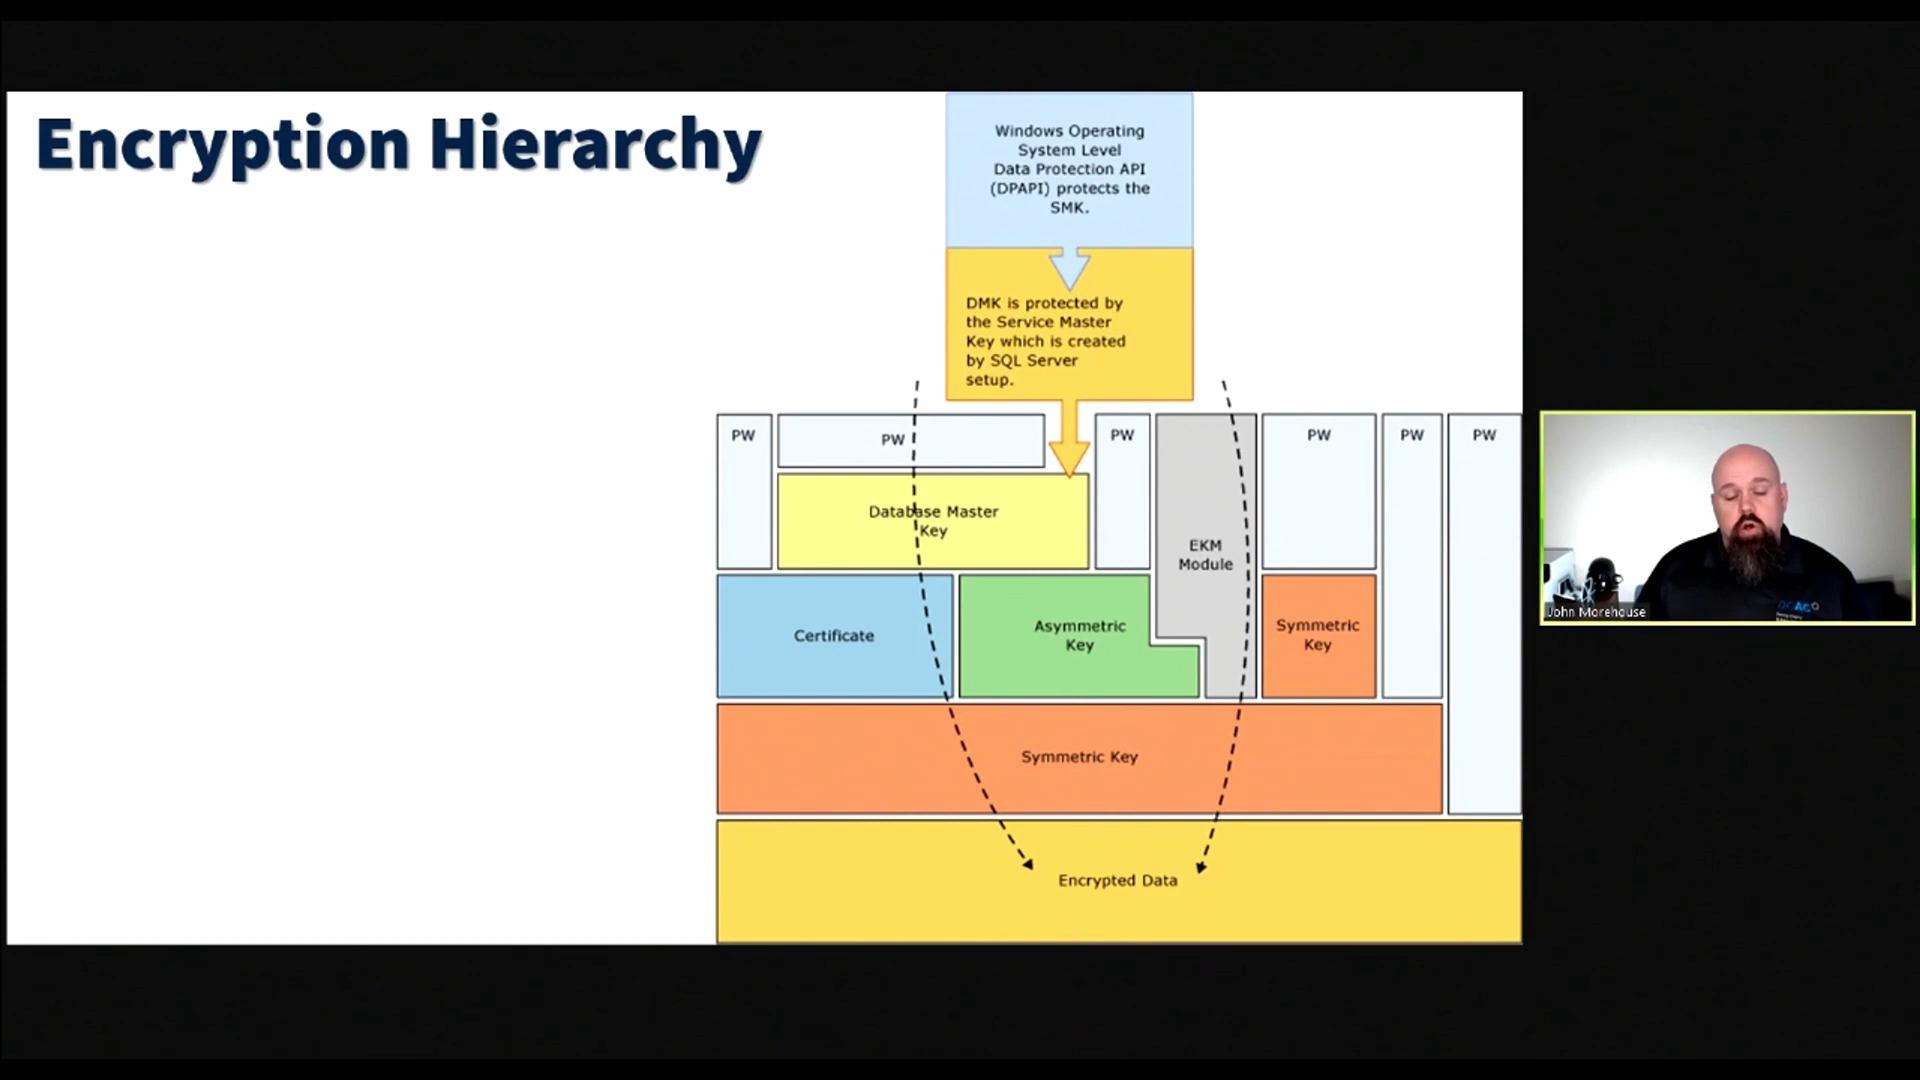 Encryption Hierarchy
Windows Operating
System Level
Data Protection API
(DPAPI) protects the
SMK.
DMK is protected by
the Service Master
Key which is created
by SQL Server
setup.
PW
PW
PW
PW
PW
PW
Database Master
Key
EKM
Module
Certificate
Asymmetric
Key
Symmetric
Key
Symmetric Key
Encrypted Data
John Morehouse